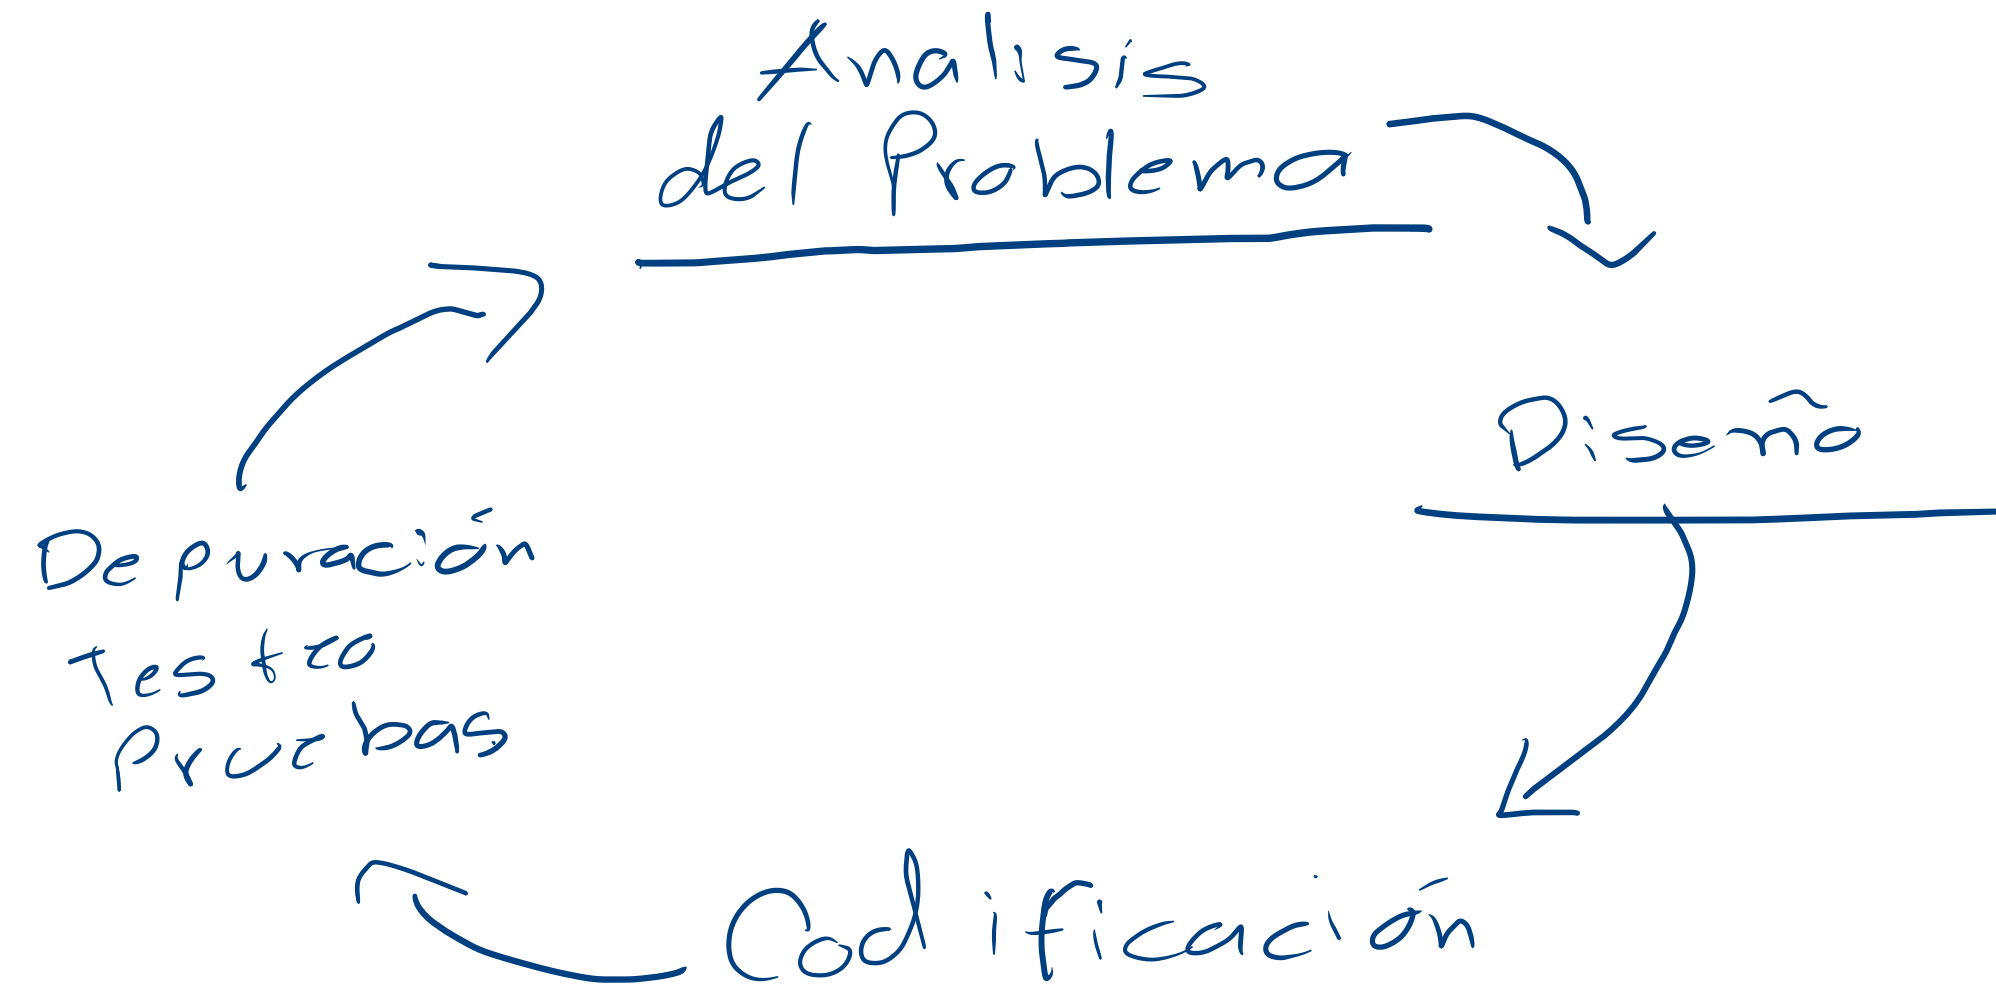 Analisis
del Problema
Diseño
Depuración
Testeo
Pruebas
Codificación